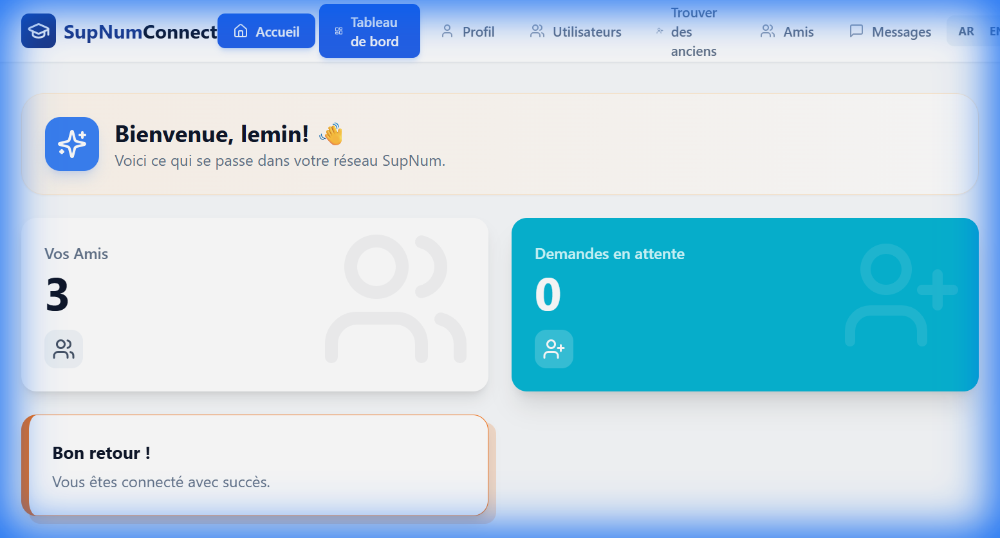 SupNumConnect
Accueil
Tableau
de bord
Profil
Utilisateurs
Trouver
des
anciens
Amis
Messages
AR
EN
Bienvenue, lemin! 👋
Voici ce qui se passe dans votre réseau SupNum.
Vos Amis
3
Demandes en attente
0
Bon retour !
Vous êtes connecté avec succès.